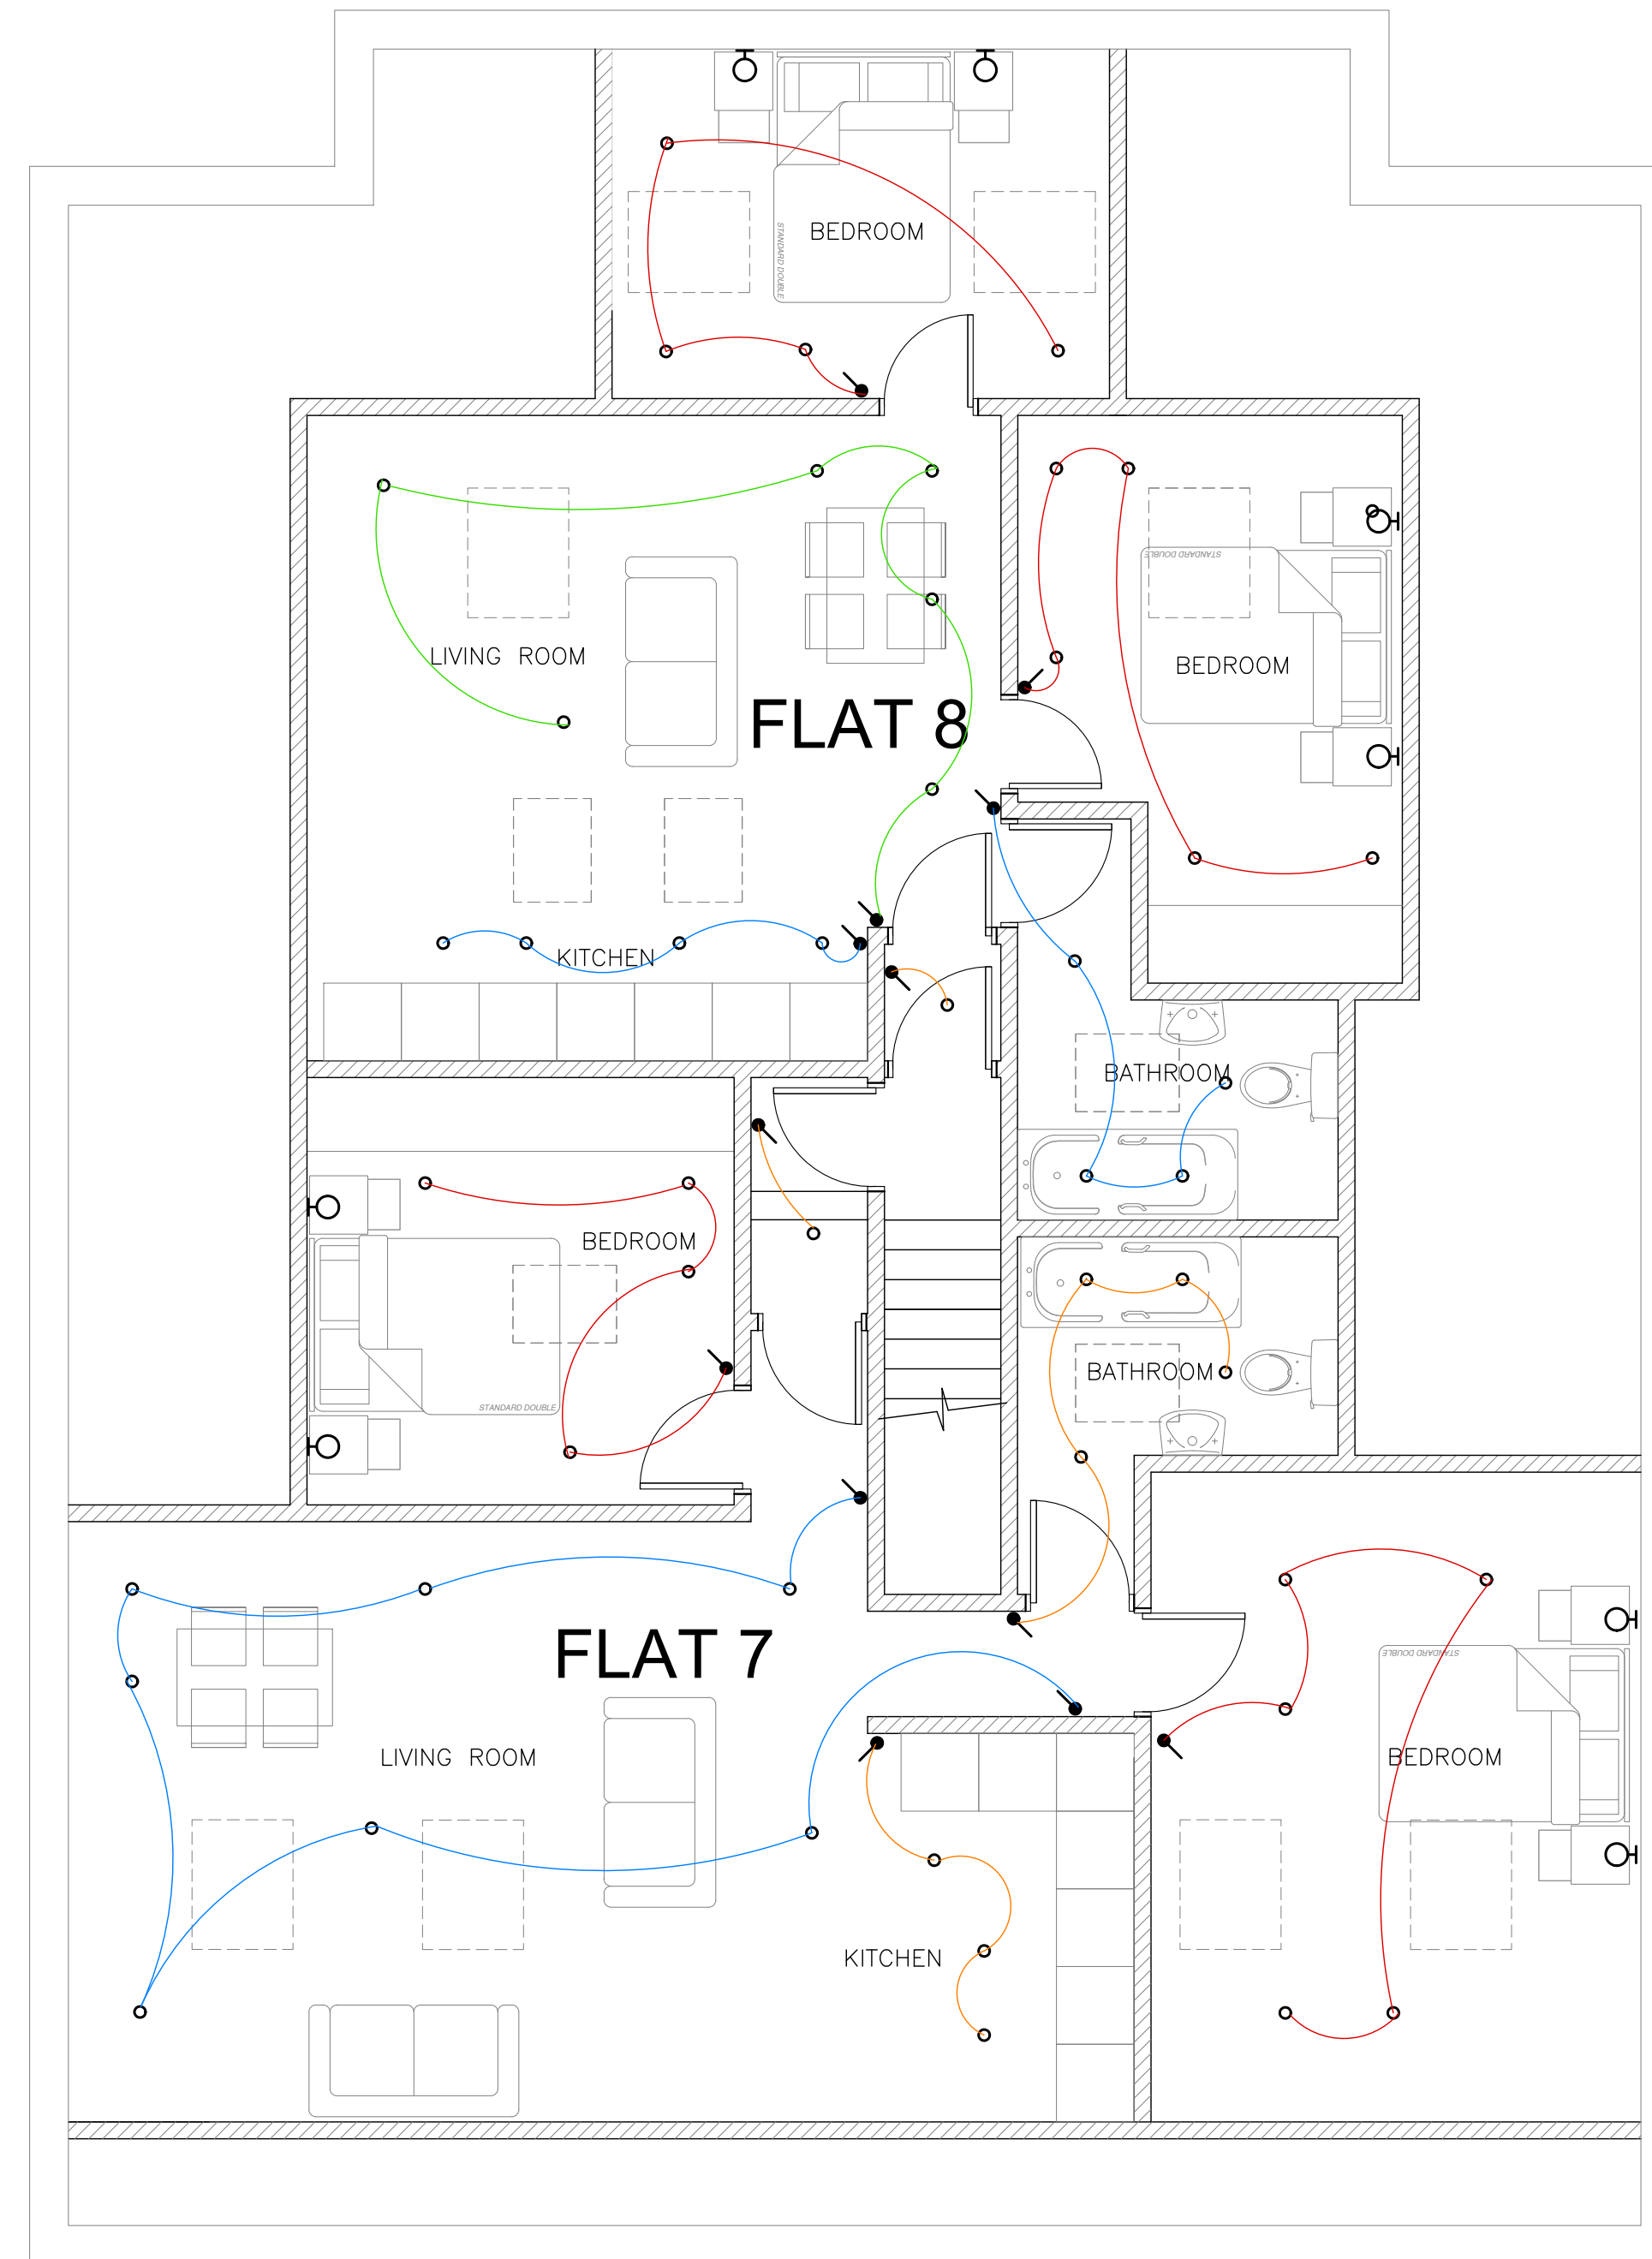 BEDROOM
STANDARD DOUBLE
STANDARD DOUBLE
LIVING ROOM
BEDROOM
FLAT 8
KITCHEN
BATHROOM
BEDROOM
BATHROOM
STANDARD DOUBLE
FLAT 7
STANDARD DOUBLE
LIVING ROOM
BEDROOM
KITCHEN